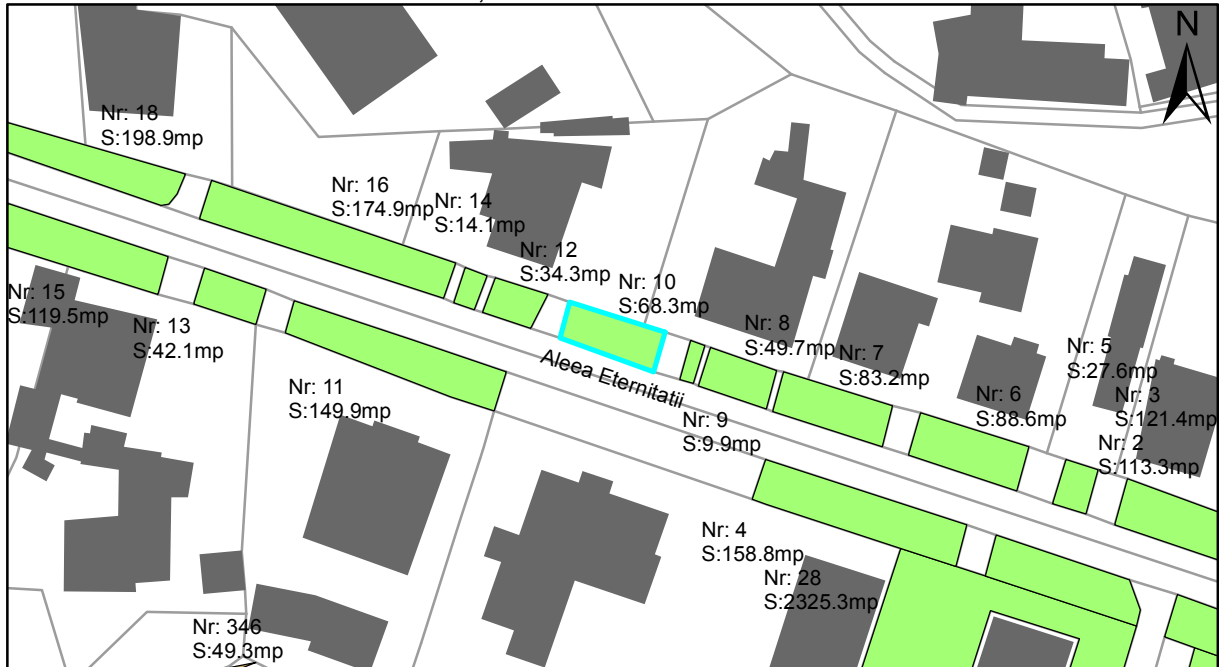 N
Nr: 18
S:198.9mp
Nr: 16
S:174.9mp
Nr: 14
S:14.1mp
Nr: 12
S:34.3mp
Nr: 10
S:68.3mp
Nr: 15
S:119.5mp
Nr: 13
S:42.1mp
Nr: 8
S:49.7mp
Nr: 7
S:83.2mp
Nr: 5
S:27.6mp
Nr: 3
S:121.4mp
Nr: 6
S:88.6mp
Nr: 2
S:113.3mp
Aleea Eternitatii
Nr: 11
S:149.9mp
Nr: 9
S:9.9mp
Nr: 4
S:158.8mp
Nr: 28
S:2325.3mp
Nr: 346
S:49.3mp